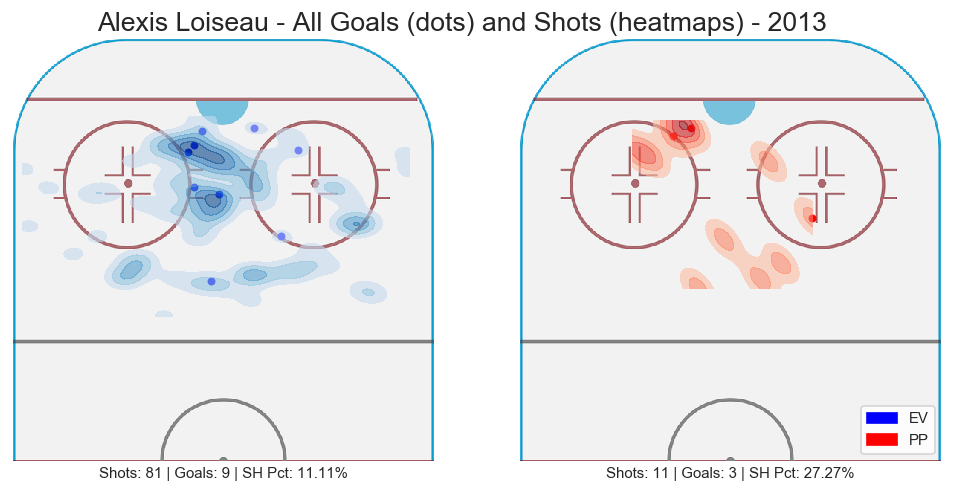 Alexis Loiseau - All Goals (dots) and Shots (heatmaps) - 2013
EV
PP
Shots: 81 | Goals: 9 | SH Pct: 11.11%
Shots: 11 | Goals: 3 | SH Pct: 27.27%